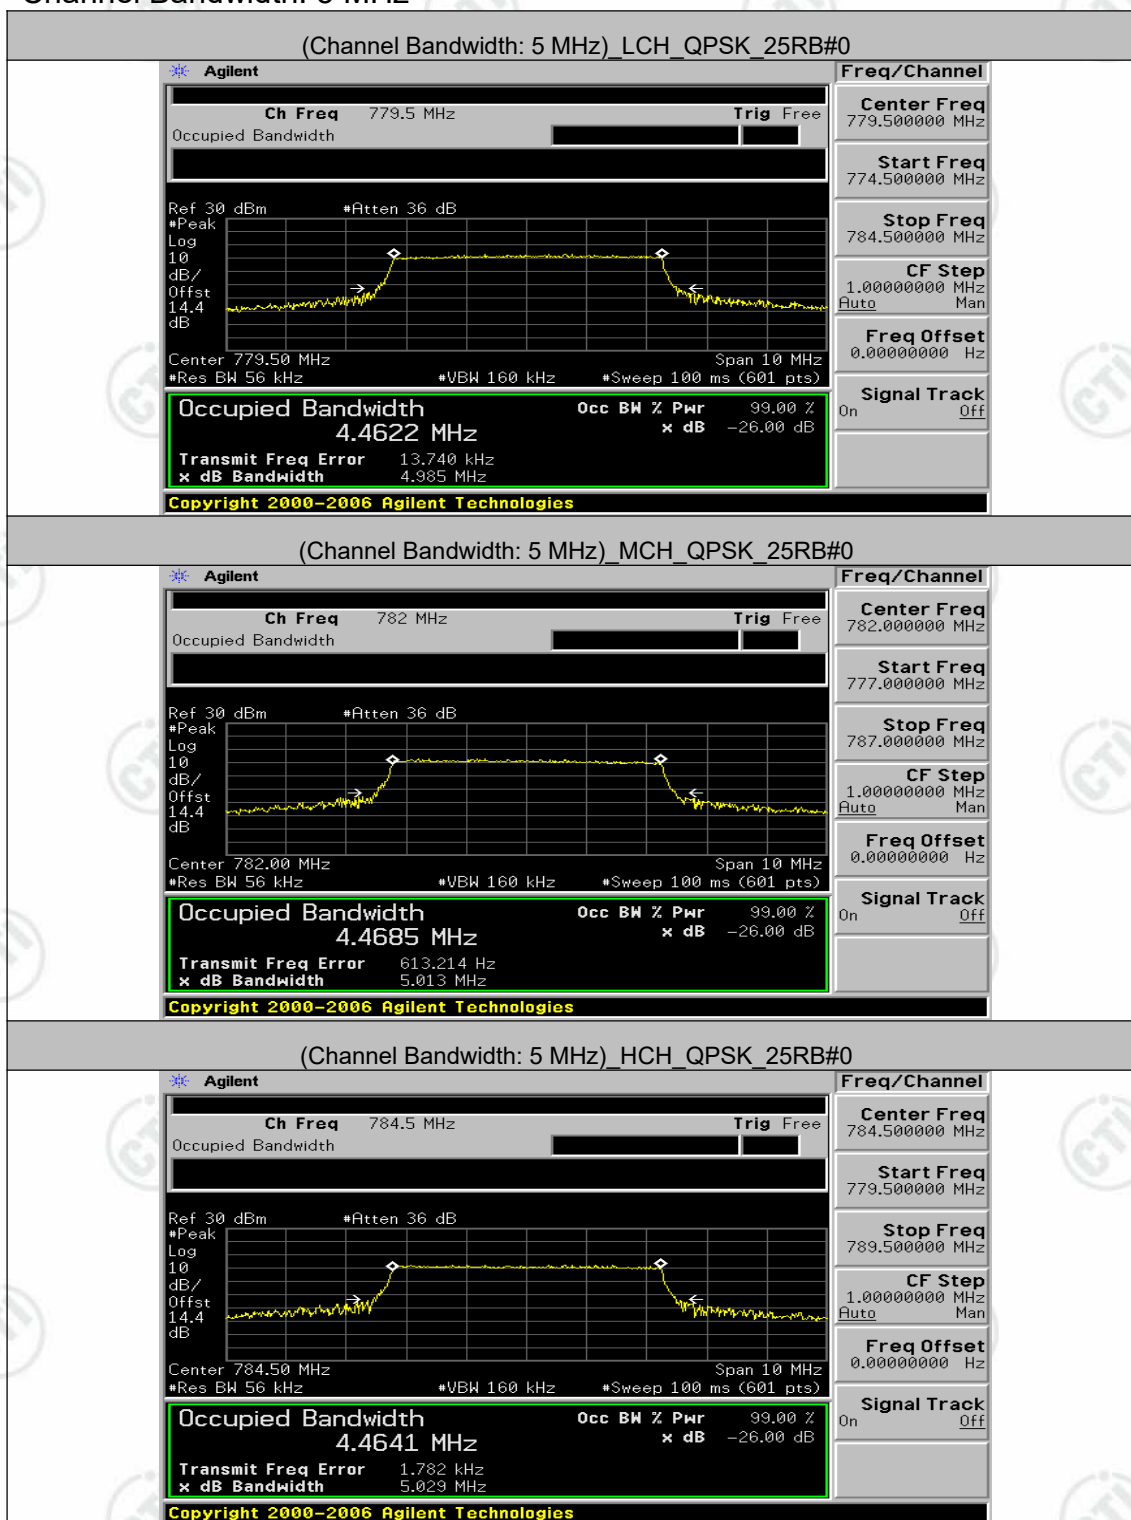 Channel Bandwidth: 5 MHz
(Channel Bandwidth: 5 MHz)_LCH_QPSK_25RB#0
Agilent
Freq/Channel
Ch Freq 779.5 MHz Trig Free
Occupied Bandwidth
Center Freq
779.500000 MHz
Start Freq
774.500000 MHz
Stop Freq
784.500000 MHz
CF Step
1.00000000 MHz
Auto Man
Freq Offset
0.00000000 Hz
Signal Track
On Off
Ref 30 dBm #Atten 36 dB
#Peak
Log
10
dB/
Offst
14.4
dB
Center 779.50 MHz Span 10 MHz
#Res BW 56 kHz #VBW 160 kHz #Sweep 100 ms (601 pts)
Occupied Bandwidth Occ BW % Pwr 99.00 %
4.4622 MHz x dB -26.00 dB
Transmit Freq Error 13.740 kHz
x dB Bandwidth 4.985 MHz
Copyright 2000-2006 Agilent Technologies
(Channel Bandwidth: 5 MHz)_MCH_QPSK_25RB#0
Agilent
Freq/Channel
Ch Freq 782 MHz Trig Free
Occupied Bandwidth
Center Freq
782.000000 MHz
Start Freq
777.000000 MHz
Stop Freq
787.000000 MHz
CF Step
1.00000000 MHz
Auto Man
Freq Offset
0.00000000 Hz
Signal Track
On Off
Ref 30 dBm #Atten 36 dB
#Peak
Log
10
dB/
Offst
14.4
dB
Center 782.00 MHz Span 10 MHz
#Res BW 56 kHz #VBW 160 kHz #Sweep 100 ms (601 pts)
Occupied Bandwidth Occ BW % Pwr 99.00 %
4.4685 MHz x dB -26.00 dB
Transmit Freq Error 613.214 Hz
x dB Bandwidth 5.013 MHz
Copyright 2000-2006 Agilent Technologies
(Channel Bandwidth: 5 MHz)_HCH_QPSK_25RB#0
Agilent
Freq/Channel
Ch Freq 784.5 MHz Trig Free
Occupied Bandwidth
Center Freq
784.500000 MHz
Start Freq
779.500000 MHz
Stop Freq
789.500000 MHz
CF Step
1.00000000 MHz
Auto Man
Freq Offset
0.00000000 Hz
Signal Track
On Off
Ref 30 dBm #Atten 36 dB
#Peak
Log
10
dB/
Offst
14.4
dB
Center 784.50 MHz Span 10 MHz
#Res BW 56 kHz #VBW 160 kHz #Sweep 100 ms (601 pts)
Occupied Bandwidth Occ BW % Pwr 99.00 %
4.4641 MHz x dB -26.00 dB
Transmit Freq Error 1.782 kHz
x dB Bandwidth 5.029 MHz
Copyright 2000-2006 Agilent Technologies